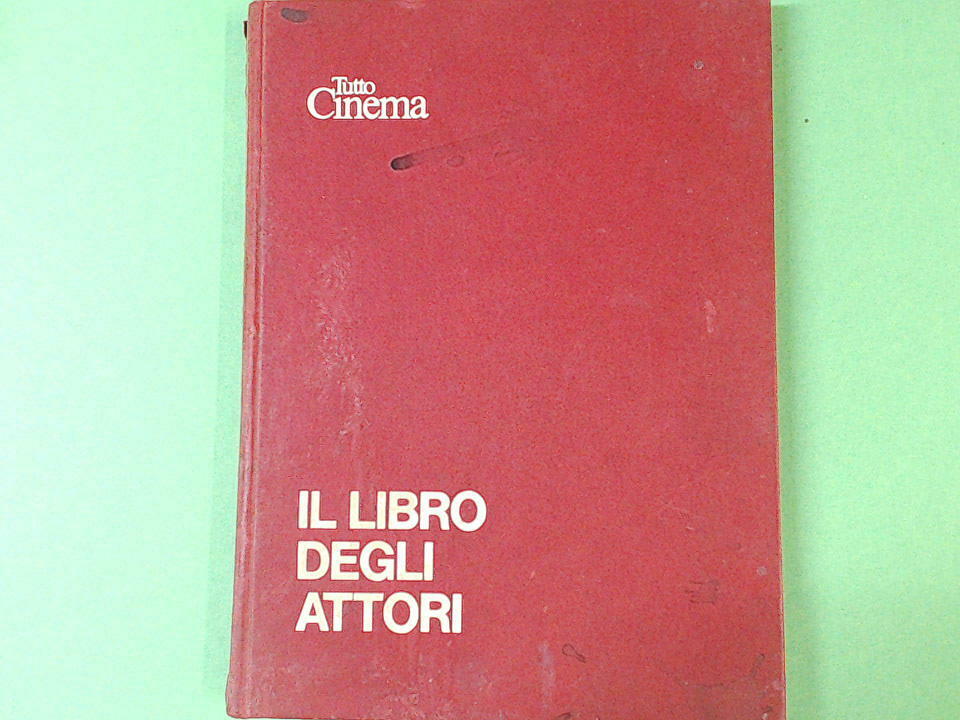 Tutto
Cinema
IL LIBRO
DEGLI
ATTORI